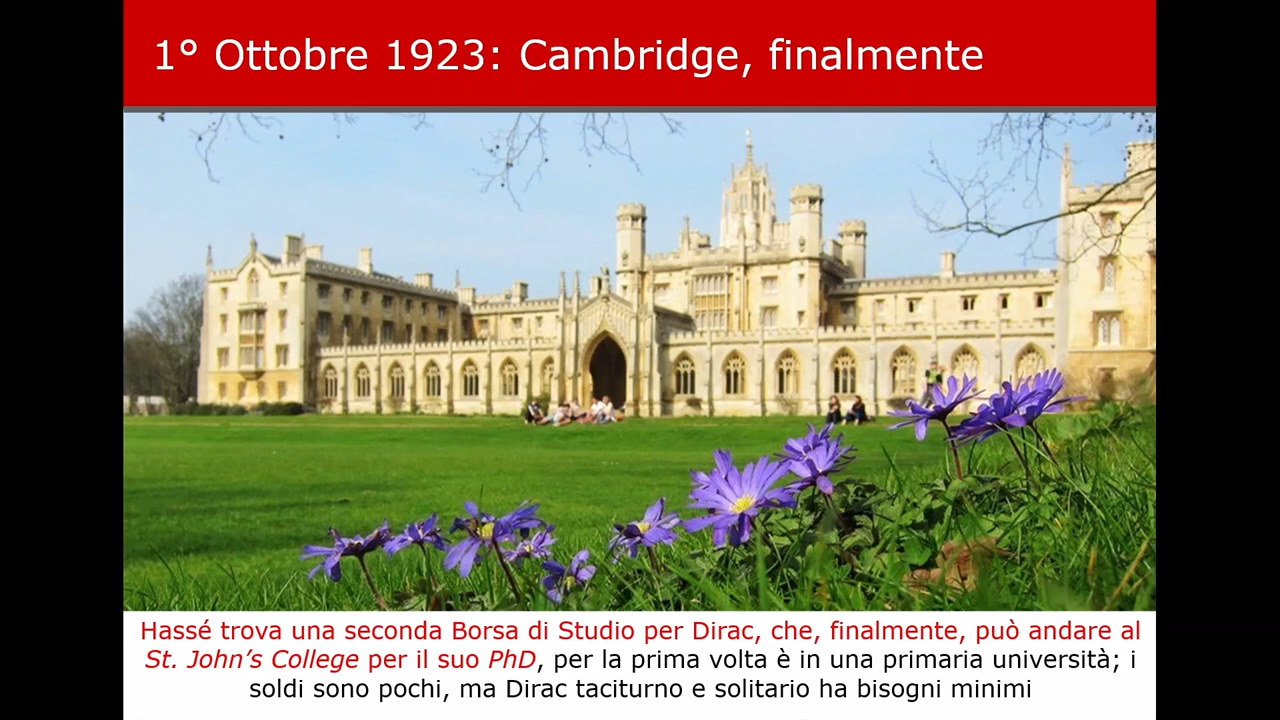 1° Ottobre 1923: Cambridge, finalmente
Hassé trova una seconda Borsa di Studio per Dirac, che, finalmente, può andare al
St. John’s College per il suo PhD, per la prima volta è in una primaria università; i
soldi sono pochi, ma Dirac taciturno e solitario ha bisogni minimi